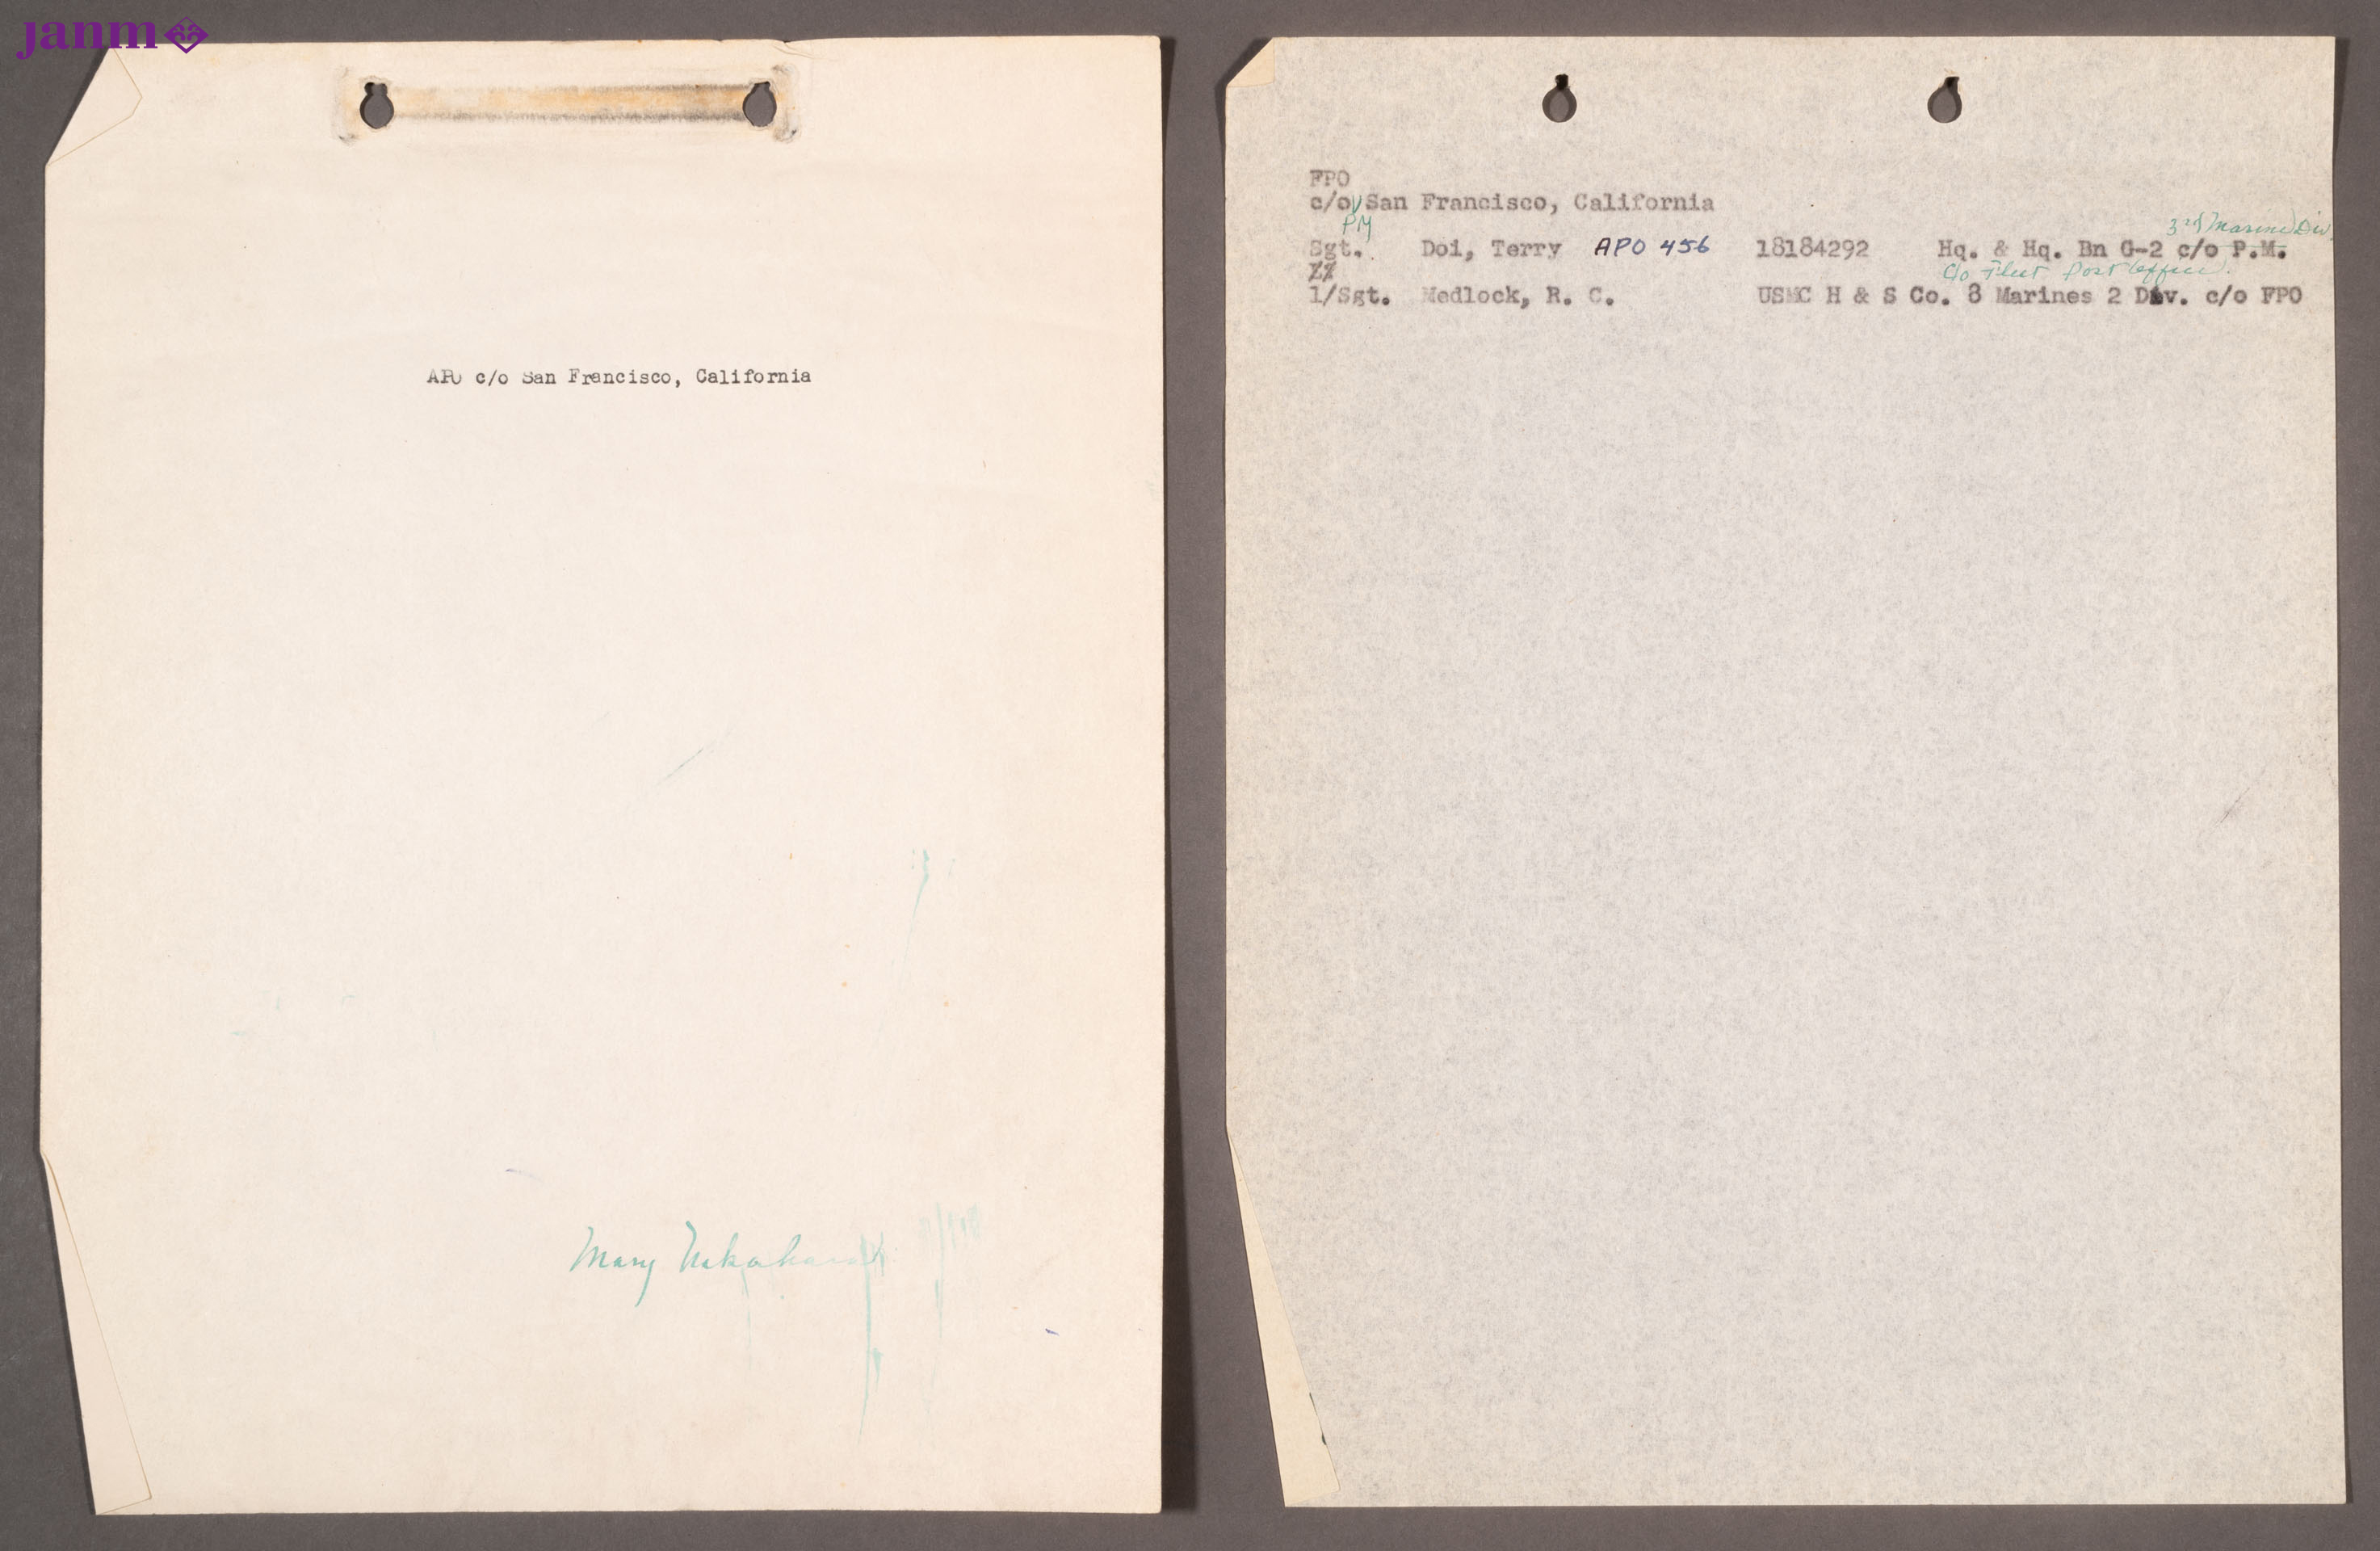 janm
APO c/o San Francisco, California
Mary Nakahara
FPO
c/o San Francisco, California
PM
3rd Marine Div.
Sgt. Doi, Terry APO 456 18184292 Hq. & Hq. Bn G-2 c/o P.M.
c/o Fleet Post Office.
1/Sgt. Medlock, R. C. USMC H & S Co. 8 Marines 2 Div. c/o FPO